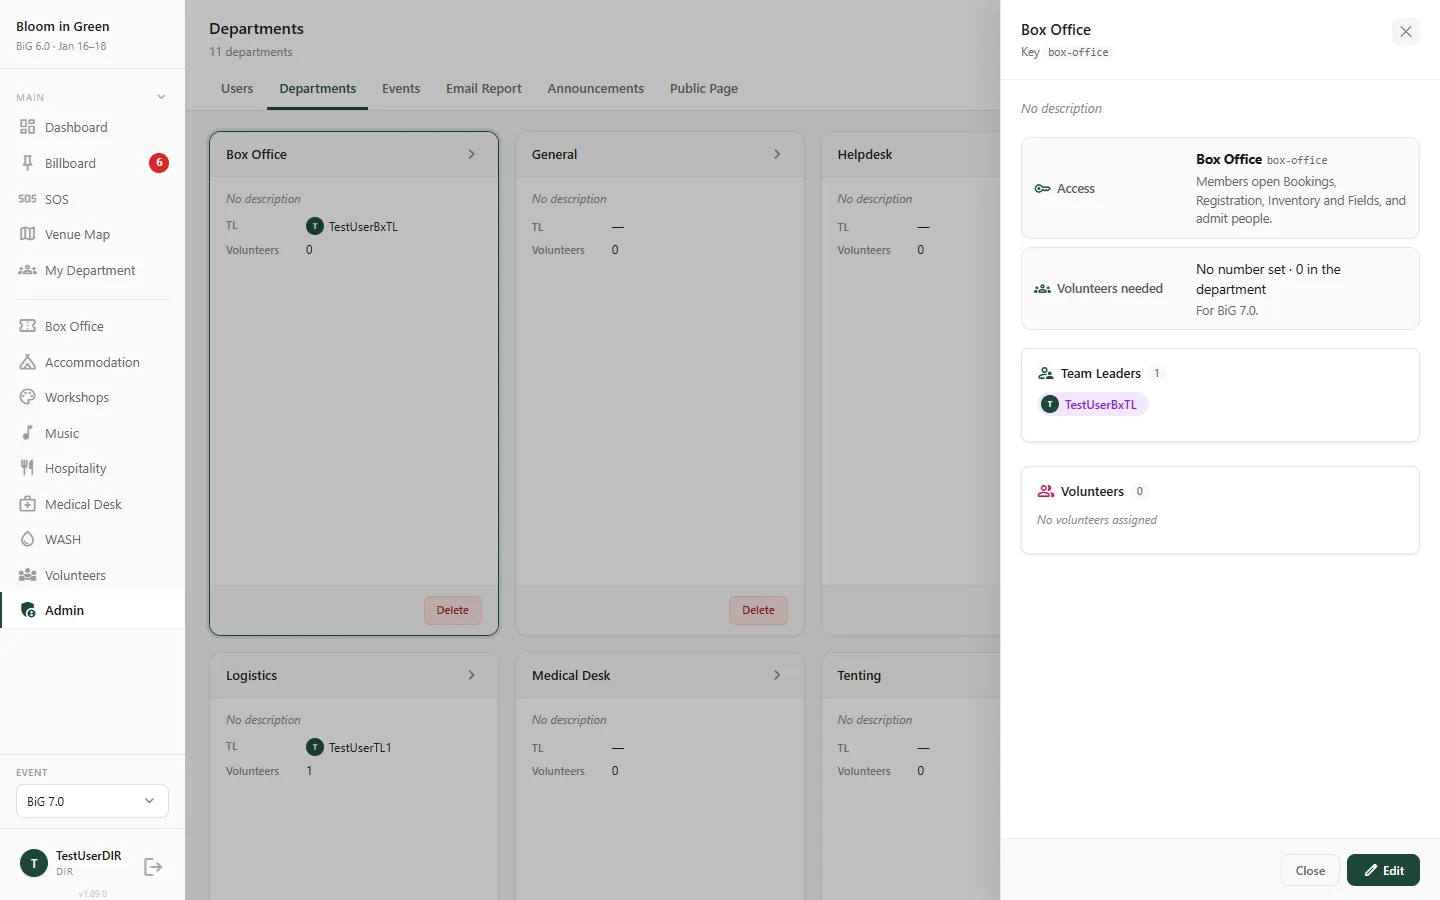 Bloom in Green
BiG 6.0 · Jan 16–18
MAIN
Dashboard
Billboard
6
SOS
SOS
Venue Map
My Department
Box Office
Accommodation
Workshops
Music
Hospitality
Medical Desk
WASH
Volunteers
Admin
EVENT
BiG 7.0
T
TestUserDIR
DIR
v1.69.0
Departments
11 departments
Users
Departments
Events
Email Report
Announcements
Public Page
Box Office
No description
TL
T
TestUserBxTL
Volunteers
0
Delete
General
No description
TL
—
Volunteers
0
Delete
Helpdesk
No description
TL
—
Volunteers
0
Logistics
No description
TL
T
TestUserTL1
Volunteers
1
Medical Desk
No description
TL
—
Volunteers
0
Tenting
No description
TL
—
Volunteers
0
Box Office
Key box-office
No description
Access
Box Office box-office
Members open Bookings,
Registration, Inventory and Fields, and
admit people.
Volunteers needed
No number set · 0 in the
department
For BiG 7.0.
Team Leaders 1
T
TestUserBxTL
Volunteers 0
No volunteers assigned
Close
Edit